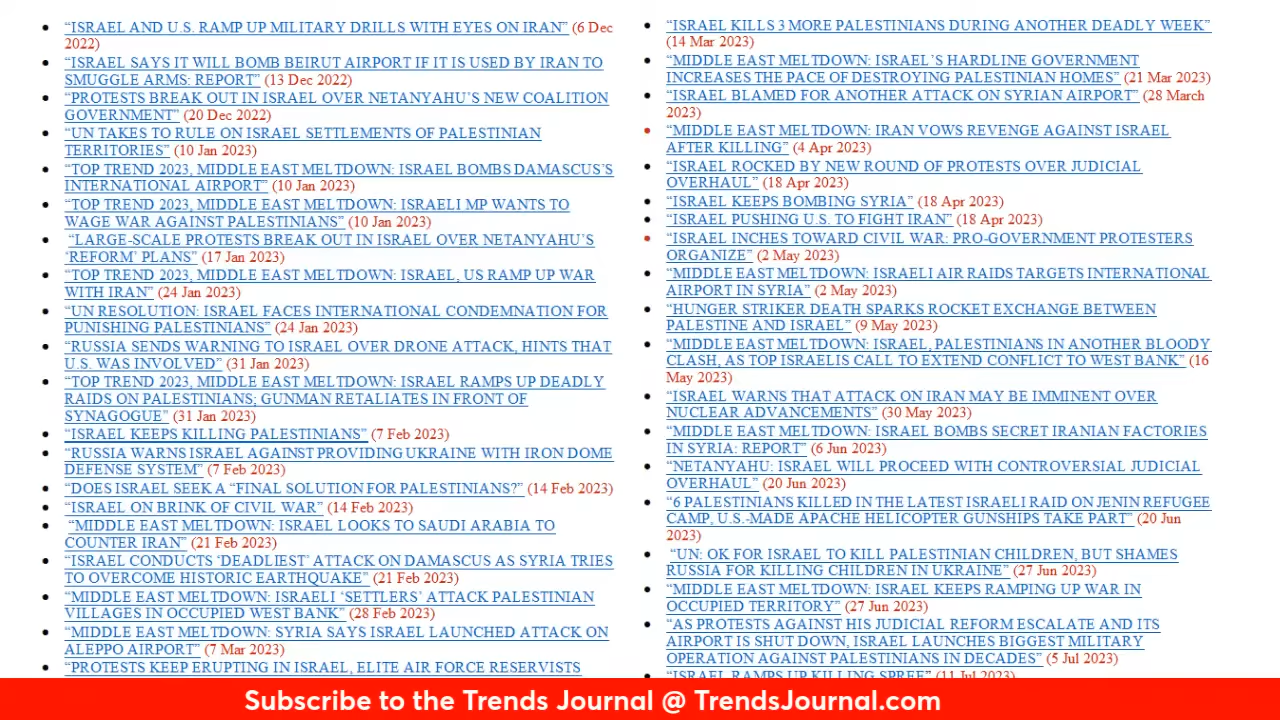 “ISRAEL AND U.S. RAMP UP MILITARY DRILLS WITH EYES ON IRAN” (6 Dec
2022)
“ISRAEL SAYS IT WILL BOMB BEIRUT AIRPORT IF IT IS USED BY IRAN TO
SMUGGLE ARMS: REPORT” (13 Dec 2022)
“PROTESTS BREAK OUT IN ISRAEL OVER NETANYAHU’S NEW COALITION
GOVERNMENT” (20 Dec 2022)
“UN TAKES TO RULE ON ISRAEL SETTLEMENTS OF PALESTINIAN
TERRITORIES” (10 Jan 2023)
“TOP TREND 2023, MIDDLE EAST MELTDOWN: ISRAEL BOMBS DAMASCUS’S
INTERNATIONAL AIRPORT” (10 Jan 2023)
“TOP TREND 2023, MIDDLE EAST MELTDOWN: ISRAELI MP WANTS TO
WAGE WAR AGAINST PALESTINIANS” (10 Jan 2023)
“LARGE-SCALE PROTESTS BREAK OUT IN ISRAEL OVER NETANYAHU’S
‘REFORM’ PLANS” (17 Jan 2023)
“TOP TREND 2023, MIDDLE EAST MELTDOWN: ISRAEL, US RAMP UP WAR
WITH IRAN” (24 Jan 2023)
“UN RESOLUTION: ISRAEL FACES INTERNATIONAL CONDEMNATION FOR
PUNISHING PALESTINIANS” (24 Jan 2023)
“RUSSIA SENDS WARNING TO ISRAEL OVER DRONE ATTACK, HINTS THAT
U.S. WAS INVOLVED” (31 Jan 2023)
“TOP TREND 2023, MIDDLE EAST MELTDOWN: ISRAEL RAMPS UP DEADLY
RAIDS ON PALESTINIANS; GUNMAN RETALIATES IN FRONT OF
SYNAGOGUE” (31 Jan 2023)
“ISRAEL KEEPS KILLING PALESTINIANS” (7 Feb 2023)
“RUSSIA WARNS ISRAEL AGAINST PROVIDING UKRAINE WITH IRON DOME
DEFENSE SYSTEM” (7 Feb 2023)
“DOES ISRAEL SEEK A “FINAL SOLUTION FOR PALESTINIANS?” (14 Feb 2023)
“ISRAEL ON BRINK OF CIVIL WAR” (14 Feb 2023)
“MIDDLE EAST MELTDOWN: ISRAEL LOOKS TO SAUDI ARABIA TO
COUNTER IRAN” (21 Feb 2023)
“ISRAEL CONDUCTS ‘DEADLIEST’ ATTACK ON DAMASCUS AS SYRIA TRIES
TO OVERCOME HISTORIC EARTHQUAKE” (21 Feb 2023)
“MIDDLE EAST MELTDOWN: ISRAELI ‘SETTLERS’ ATTACK PALESTINIAN
VILLAGES IN OCCUPIED WEST BANK” (28 Feb 2023)
“MIDDLE EAST MELTDOWN: SYRIA SAYS ISRAEL LAUNCHED ATTACK ON
ALEPPO AIRPORT” (7 Mar 2023)
“PROTESTS KEEP ERUPTING IN ISRAEL, ELITE AIR FORCE RESERVISTS
“ISRAEL KILLS 3 MORE PALESTINIANS DURING ANOTHER DEADLY WEEK”
(14 Mar 2023)
“MIDDLE EAST MELTDOWN: ISRAEL’S HARDLINE GOVERNMENT
INCREASES THE PACE OF DESTROYING PALESTINIAN HOMES” (21 Mar 2023)
“ISRAEL BLAMED FOR ANOTHER ATTACK ON SYRIAN AIRPORT” (28 March
2023)
“MIDDLE EAST MELTDOWN: IRAN VOWS REVENGE AGAINST ISRAEL
AFTER KILLING” (4 Apr 2023)
“ISRAEL ROCKED BY NEW ROUND OF PROTESTS OVER JUDICIAL
OVERHAUL” (18 Apr 2023)
“ISRAEL KEEPS BOMBING SYRIA” (18 Apr 2023)
“ISRAEL PUSHING U.S. TO FIGHT IRAN” (18 Apr 2023)
“ISRAEL INCHES TOWARD CIVIL WAR: PRO-GOVERNMENT PROTESTERS
ORGANIZE” (2 May 2023)
“MIDDLE EAST MELTDOWN: ISRAELI AIR RAIDS TARGETS INTERNATIONAL
AIRPORT IN SYRIA” (2 May 2023)
“HUNGER STRIKER DEATH SPARKS ROCKET EXCHANGE BETWEEN
PALESTINE AND ISRAEL” (9 May 2023)
“MIDDLE EAST MELTDOWN: ISRAEL, PALESTINIANS IN ANOTHER BLOODY
CLASH, AS TOP ISRAELIS CALL TO EXTEND CONFLICT TO WEST BANK” (16
May 2023)
“ISRAEL WARNS THAT ATTACK ON IRAN MAY BE IMMINENT OVER
NUCLEAR ADVANCEMENTS” (30 May 2023)
“MIDDLE EAST MELTDOWN: ISRAEL BOMBS SECRET IRANIAN FACTORIES
IN SYRIA: REPORT” (6 Jun 2023)
“NETANYAHU: ISRAEL WILL PROCEED WITH CONTROVERSIAL JUDICIAL
OVERHAUL” (20 Jun 2023)
“6 PALESTINIANS KILLED IN THE LATEST ISRAELI RAID ON JENIN REFUGEE
CAMP, U.S.-MADE APACHE HELICOPTER GUNSHIPS TAKE PART” (20 Jun
2023)
“UN: OK FOR ISRAEL TO KILL PALESTINIAN CHILDREN, BUT SHAMES
RUSSIA FOR KILLING CHILDREN IN UKRAINE” (27 Jun 2023)
“MIDDLE EAST MELTDOWN: ISRAEL KEEPS RAMPING UP WAR IN
OCCUPIED TERRITORY” (27 Jun 2023)
“AS PROTESTS AGAINST HIS JUDICIAL REFORM ESCALATE AND ITS
AIRPORT IS SHUT DOWN, ISRAEL LAUNCHES BIGGEST MILITARY
OPERATION AGAINST PALESTINIANS IN DECADES” (5 Jul 2023)
“ISRAEL RAMPS UP KILLING SPREE” (11 Jul 2023)
Subscribe to the Trends Journal @ TrendsJournal.com